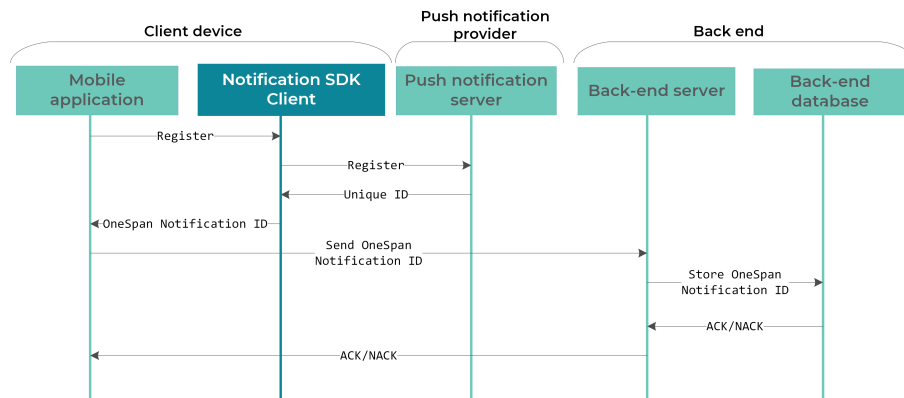 Client device
Push notification
provider
Back end
Mobile
application
Notification SDK
Client
Push notification
server
Back-end server
Back-end
database
Register
Register
Unique ID
OneSpan Notification ID
Send OneSpan
Notification ID
Store OneSpan
Notification ID
ACK/NACK
ACK/NACK